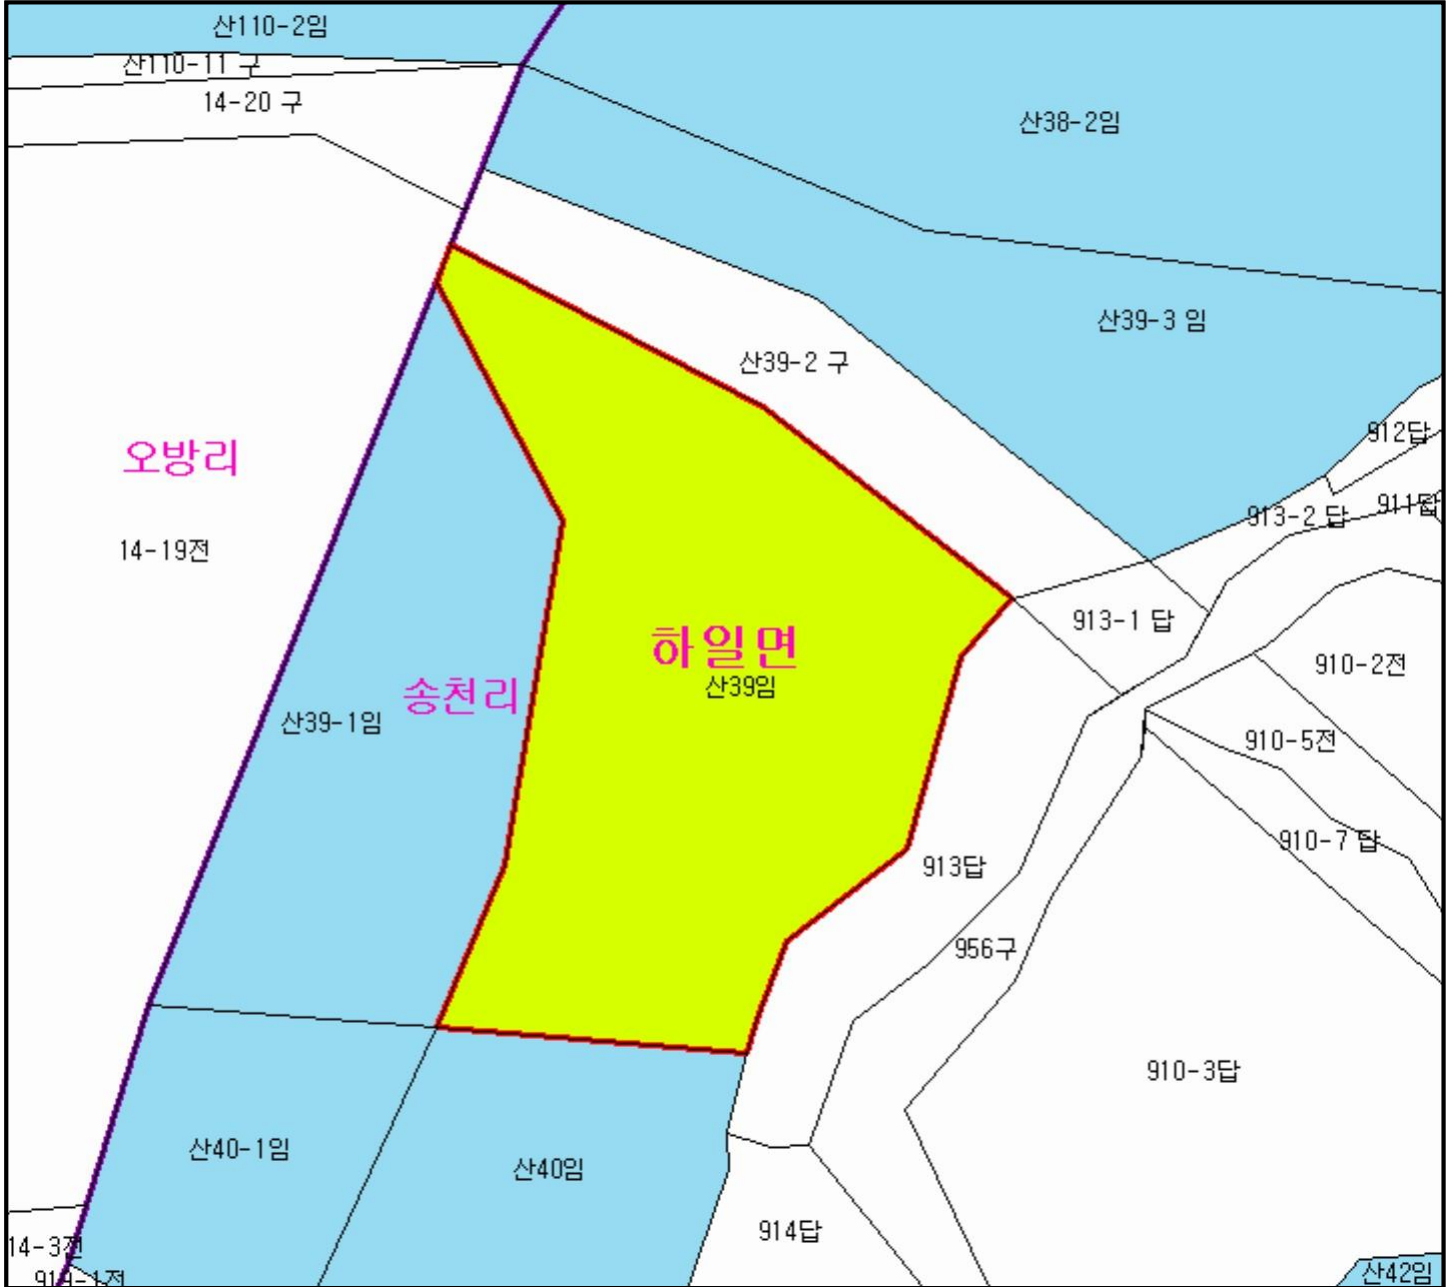 산110-2임
산110-11 구
14-20 구
산38-2임
산39-3 임
산39-2 구
912답
911답
913-2 답
오방리
14-19전
913-1 답
하일면
산39임
910-2전
송천리
산39-1임
910-5전
910-7 답
913답
956구
910-3답
산40-1임
산40임
914답
14-3전
914-1전
산42임